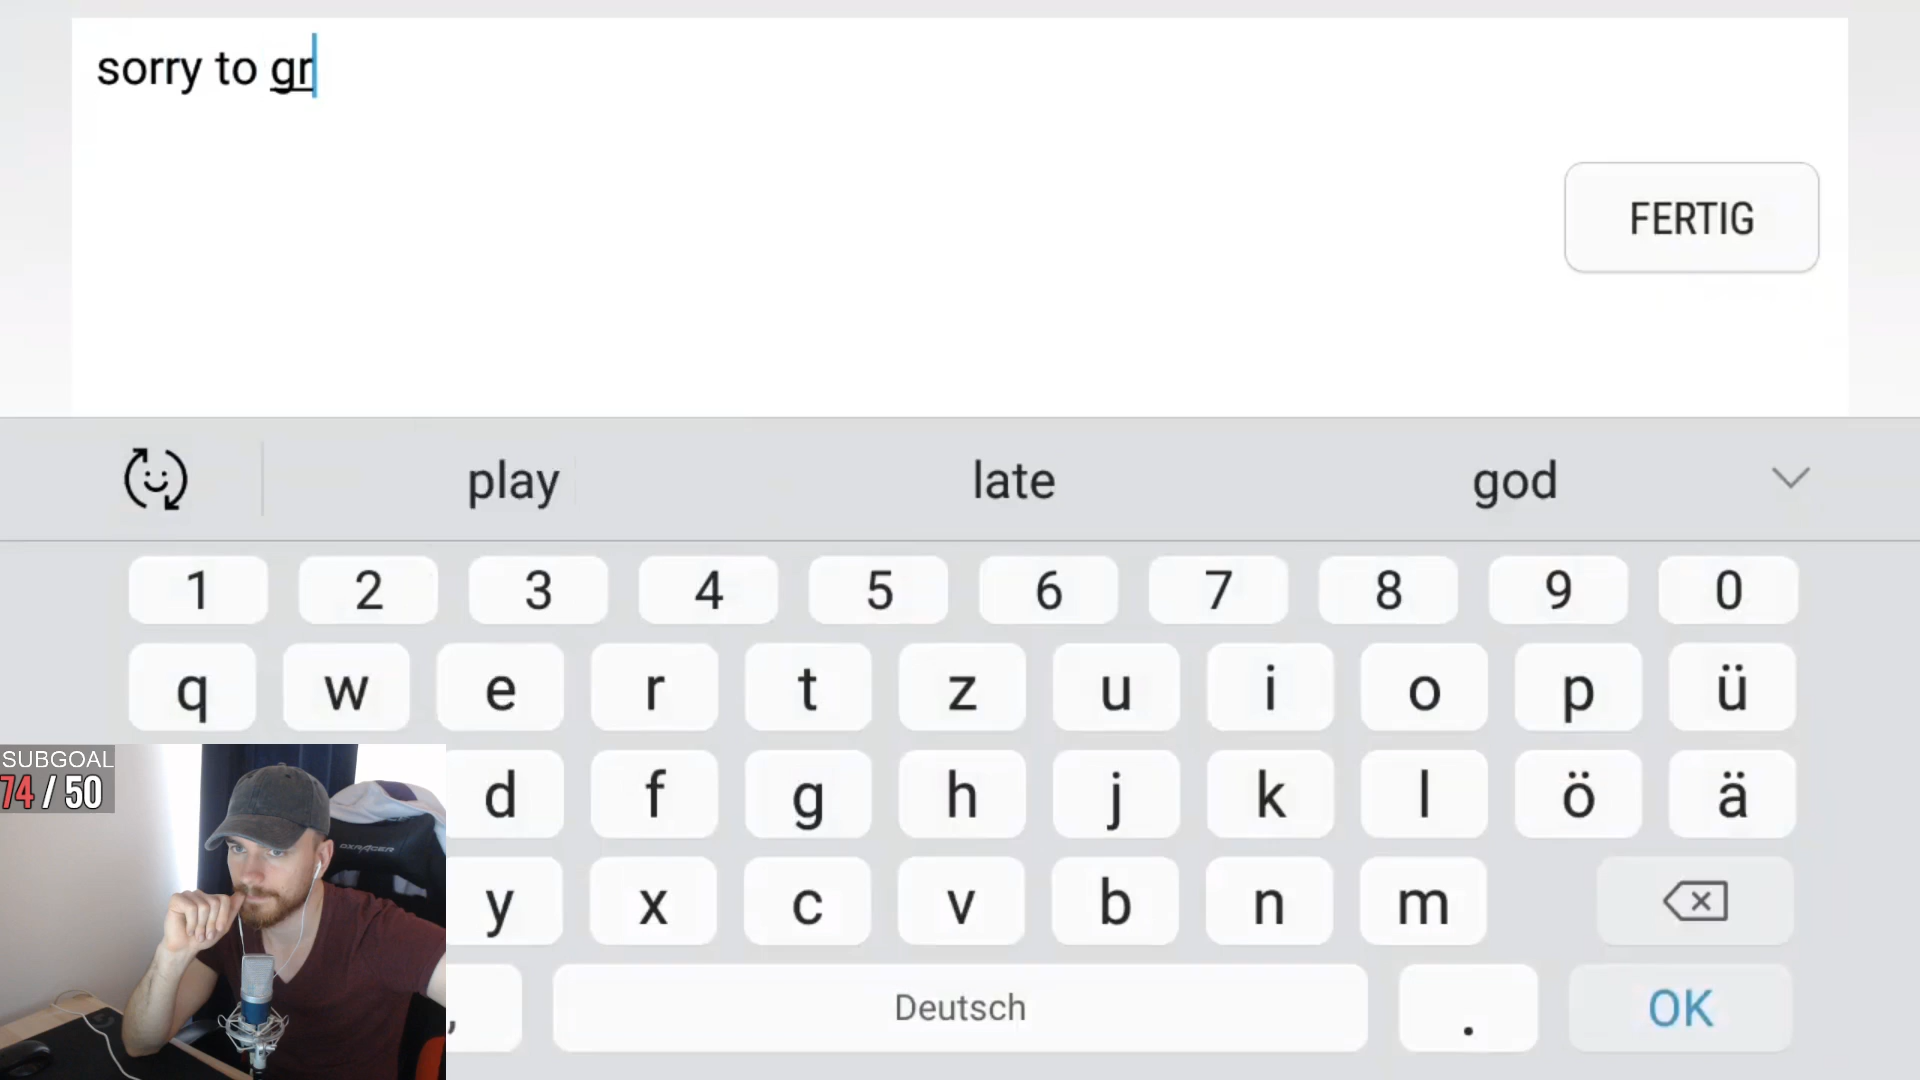 sorry to gr
FERTIG
play late god
1 2 3 4 5 6 7 8 9 0
q w e r t z u i o p ü
SUBGOAL
74 / 50
d f g h j k l ö ä
DXRACER
y x c v b n m
, Deutsch . OK